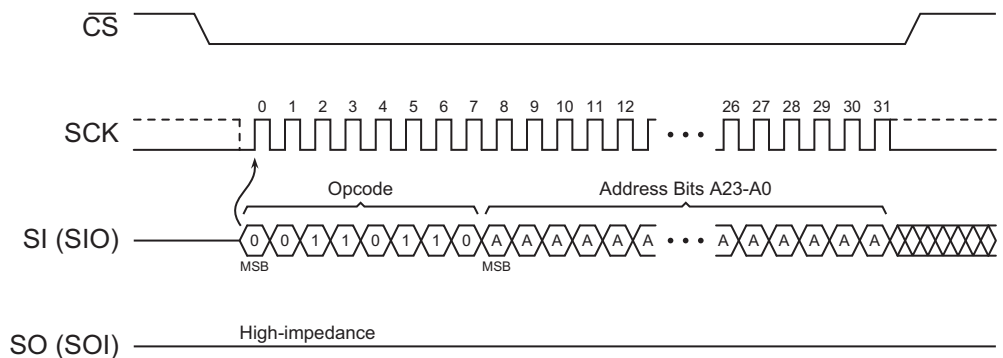 CS
0 1 2 3 4 5 6 7 8 9 10 11 12 26 27 28 29 30 31
SCK
Opcode Address Bits A23-A0
SI (SIO) 0 0 1 1 0 1 1 0 A A A A A A A A A A A A
MSB MSB
High-impedance
SO (SOI)